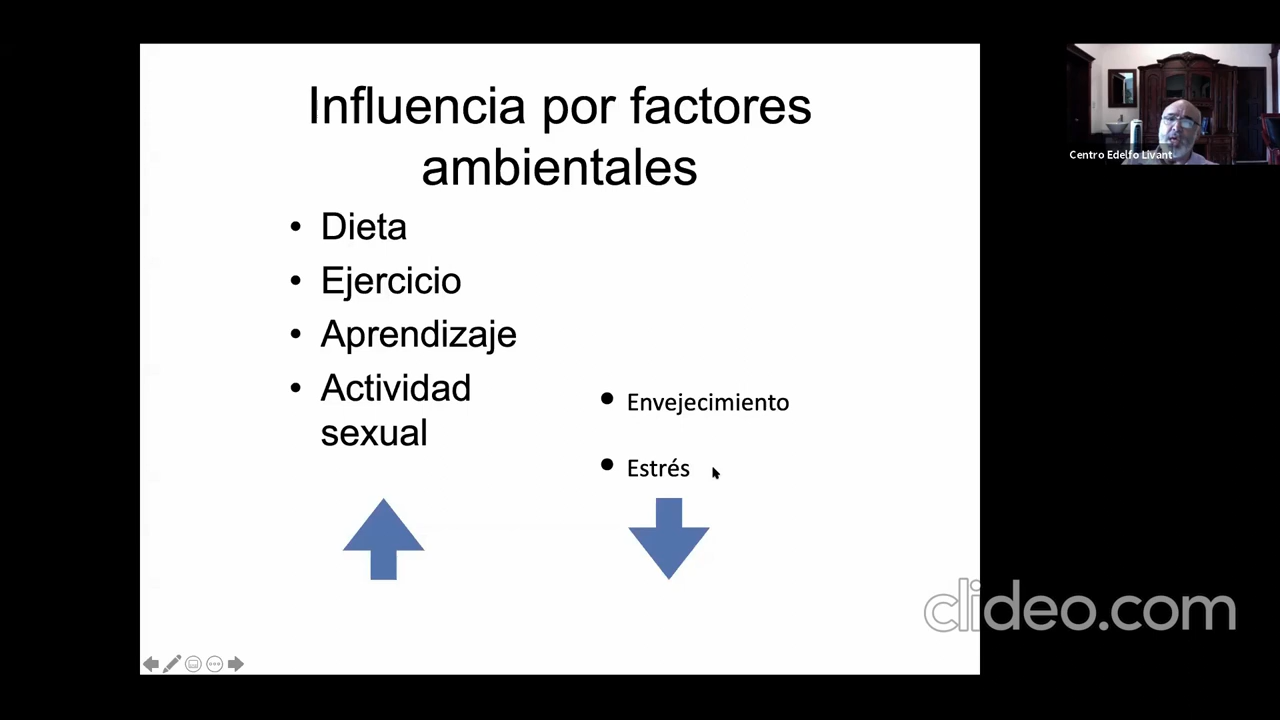 Influencia por factores
ambientales
• Dieta
• Ejercicio
• Aprendizaje
• Actividad
sexual
• Envejecimiento
• Estrés
Centro Edelfo Livant
clideo.com